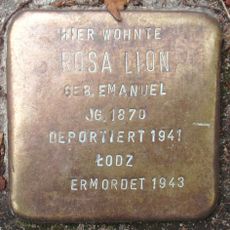 HIER WOHNTE
ROSA LION
GEB. EMANUEL
JG. 1870
DEPORTIERT 1941
ŁODZ
ERMORDET 1943